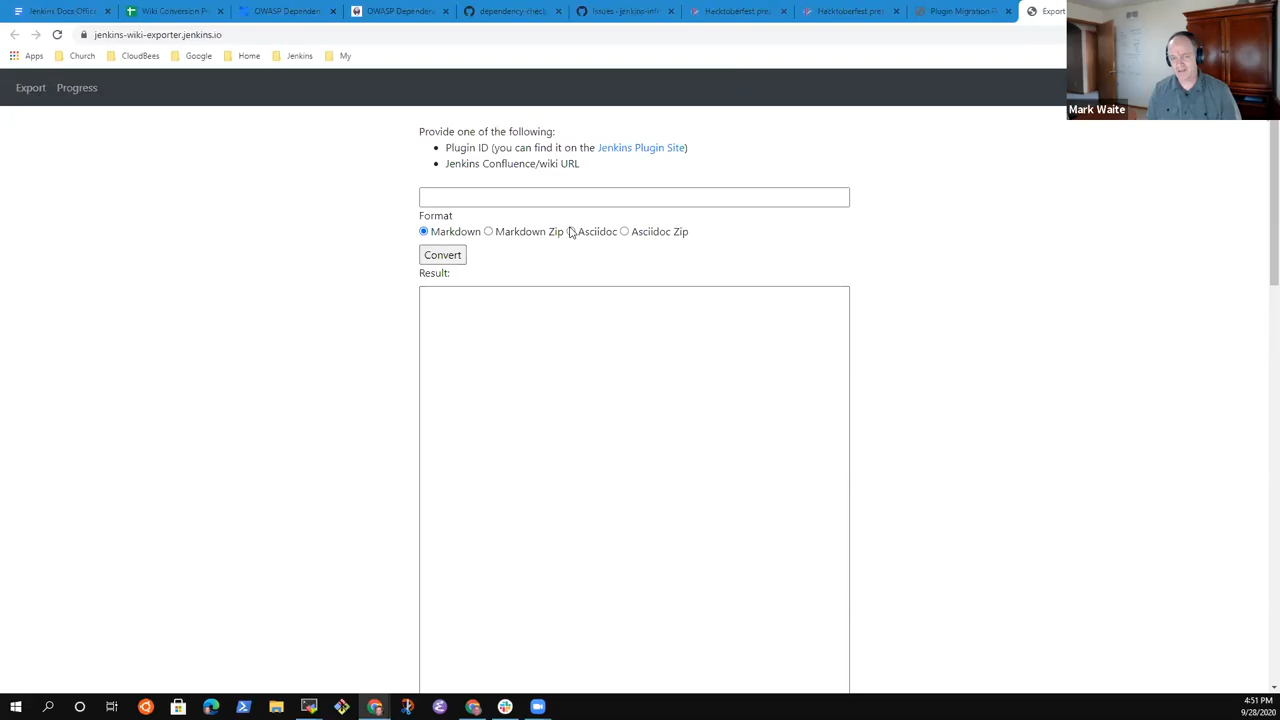 Jenkins Docs Offic
Wiki Conversion Pr
OWASP Dependen
OWASP Dependen
dependency-check
Issues · jenkins-inf
Hacktoberfest pre
Hacktoberfest pre
Plugin Migration P
Export
jenkins-wiki-exporter.jenkins.io
Apps
Church
CloudBees
Google
Home
Jenkins
My
Export
Progress
Mark Waite
Provide one of the following:
Plugin ID (you can find it on the Jenkins Plugin Site)
Jenkins Confluence/wiki URL
Format
Markdown Markdown Zip Asciidoc Asciidoc Zip
Convert
Result:
4:51 PM
9/28/2020